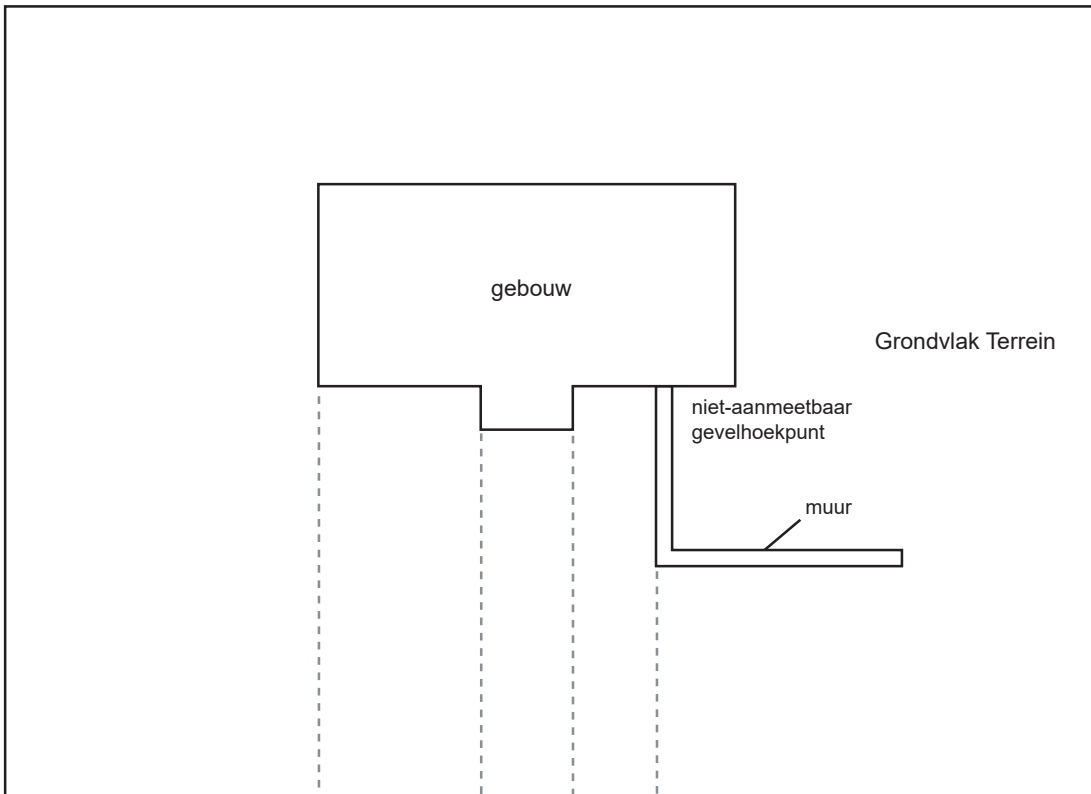 gebouw
Grondvlak Terrein
niet-aanmeetbaar
gevelhoekpunt
muur